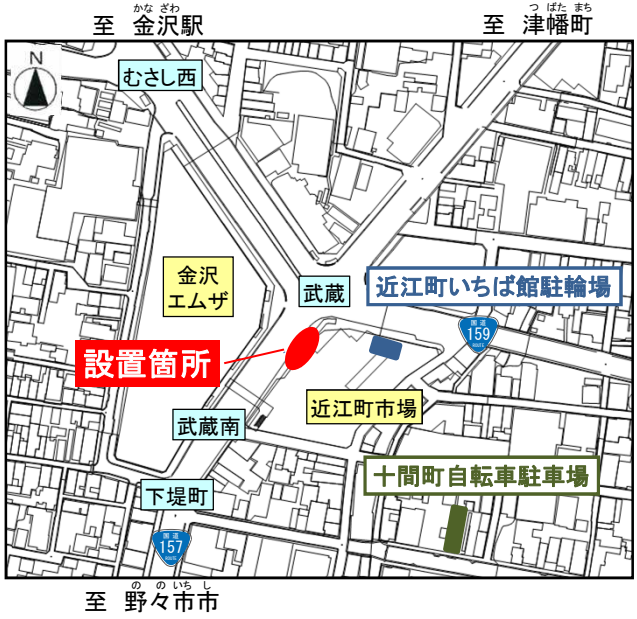 至 金沢駅
かな ざわ
至 津幡町
つ ばた まち
N
むさし西
金沢
エムザ
武蔵
近江町いちば館駐輪場
国道
159
ROUTE
設置箇所
武蔵南
近江町市場
十間町自転車駐車場
下堤町
国道
157
ROUTE
至 野々市市
の の いち し